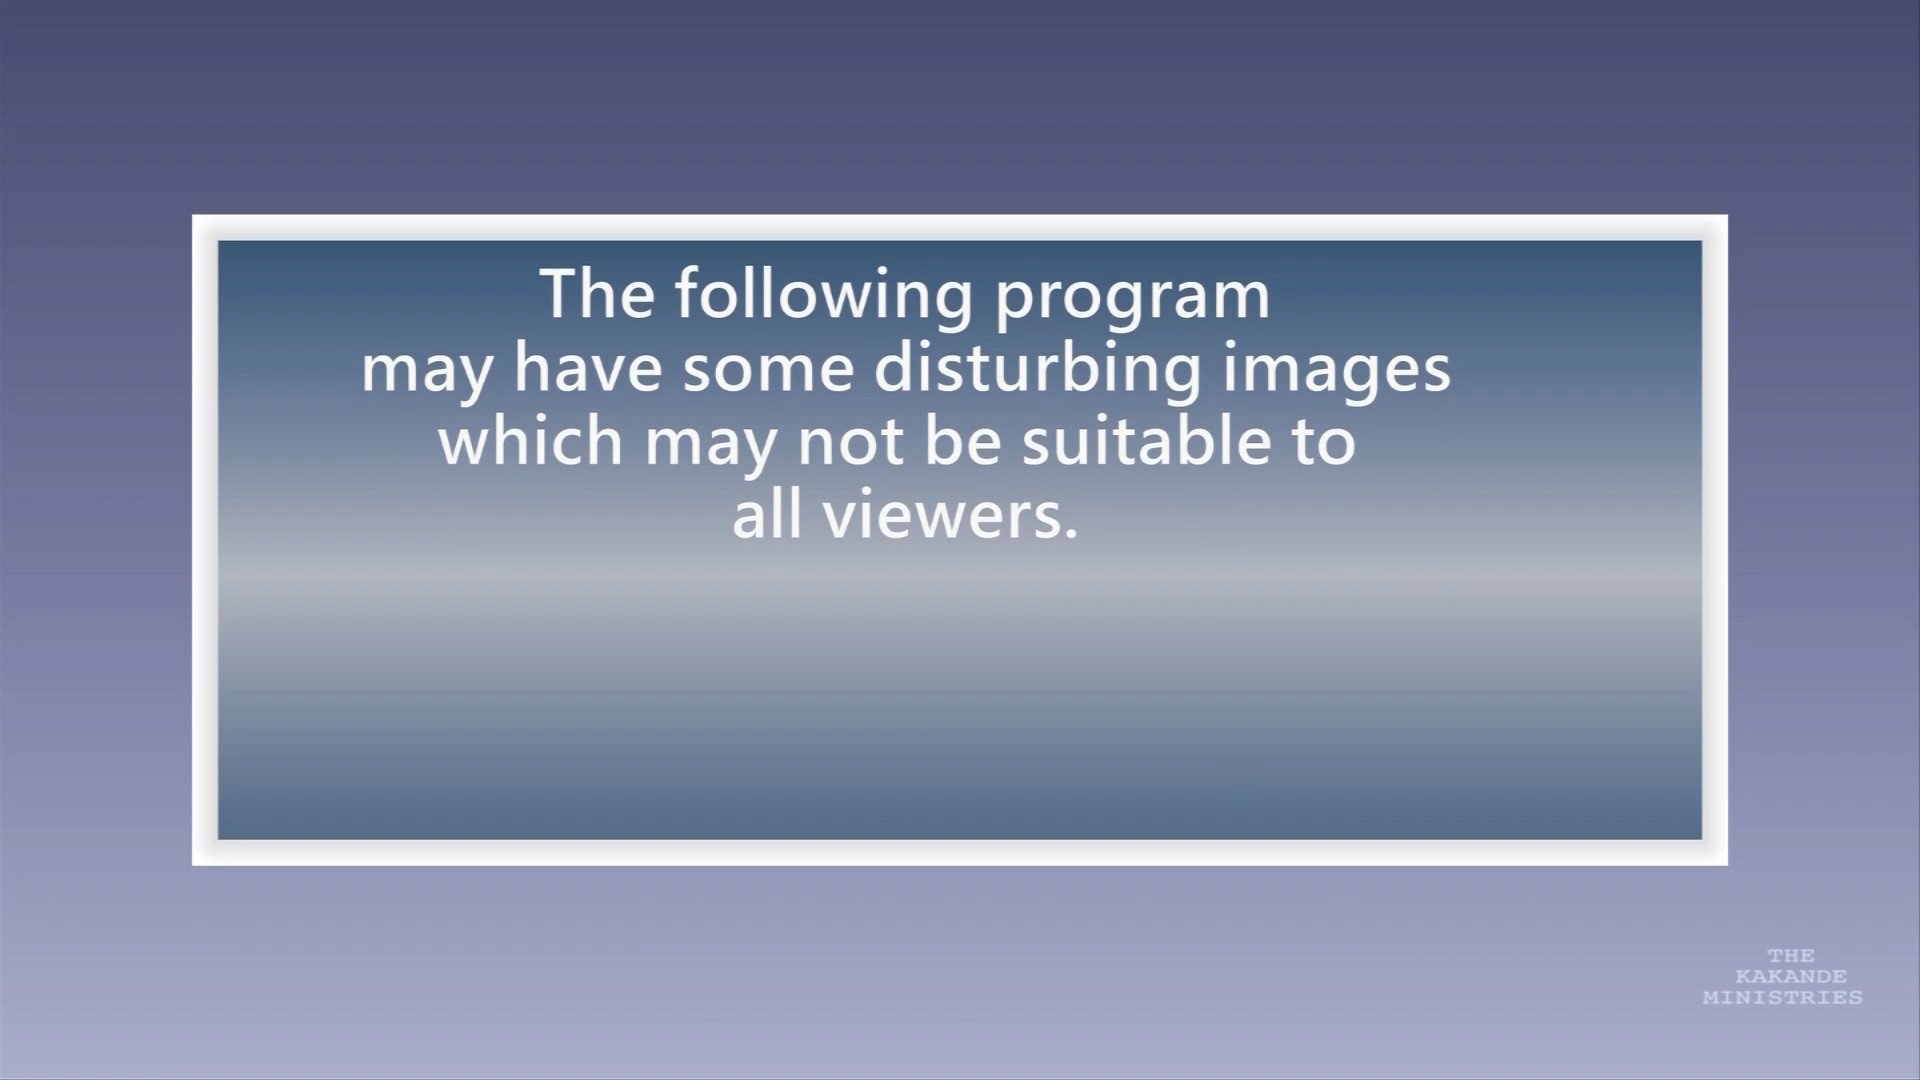 The following program
may have some disturbing images
which may not be suitable to
all viewers.
THE
KAKANDE
MINISTRIES